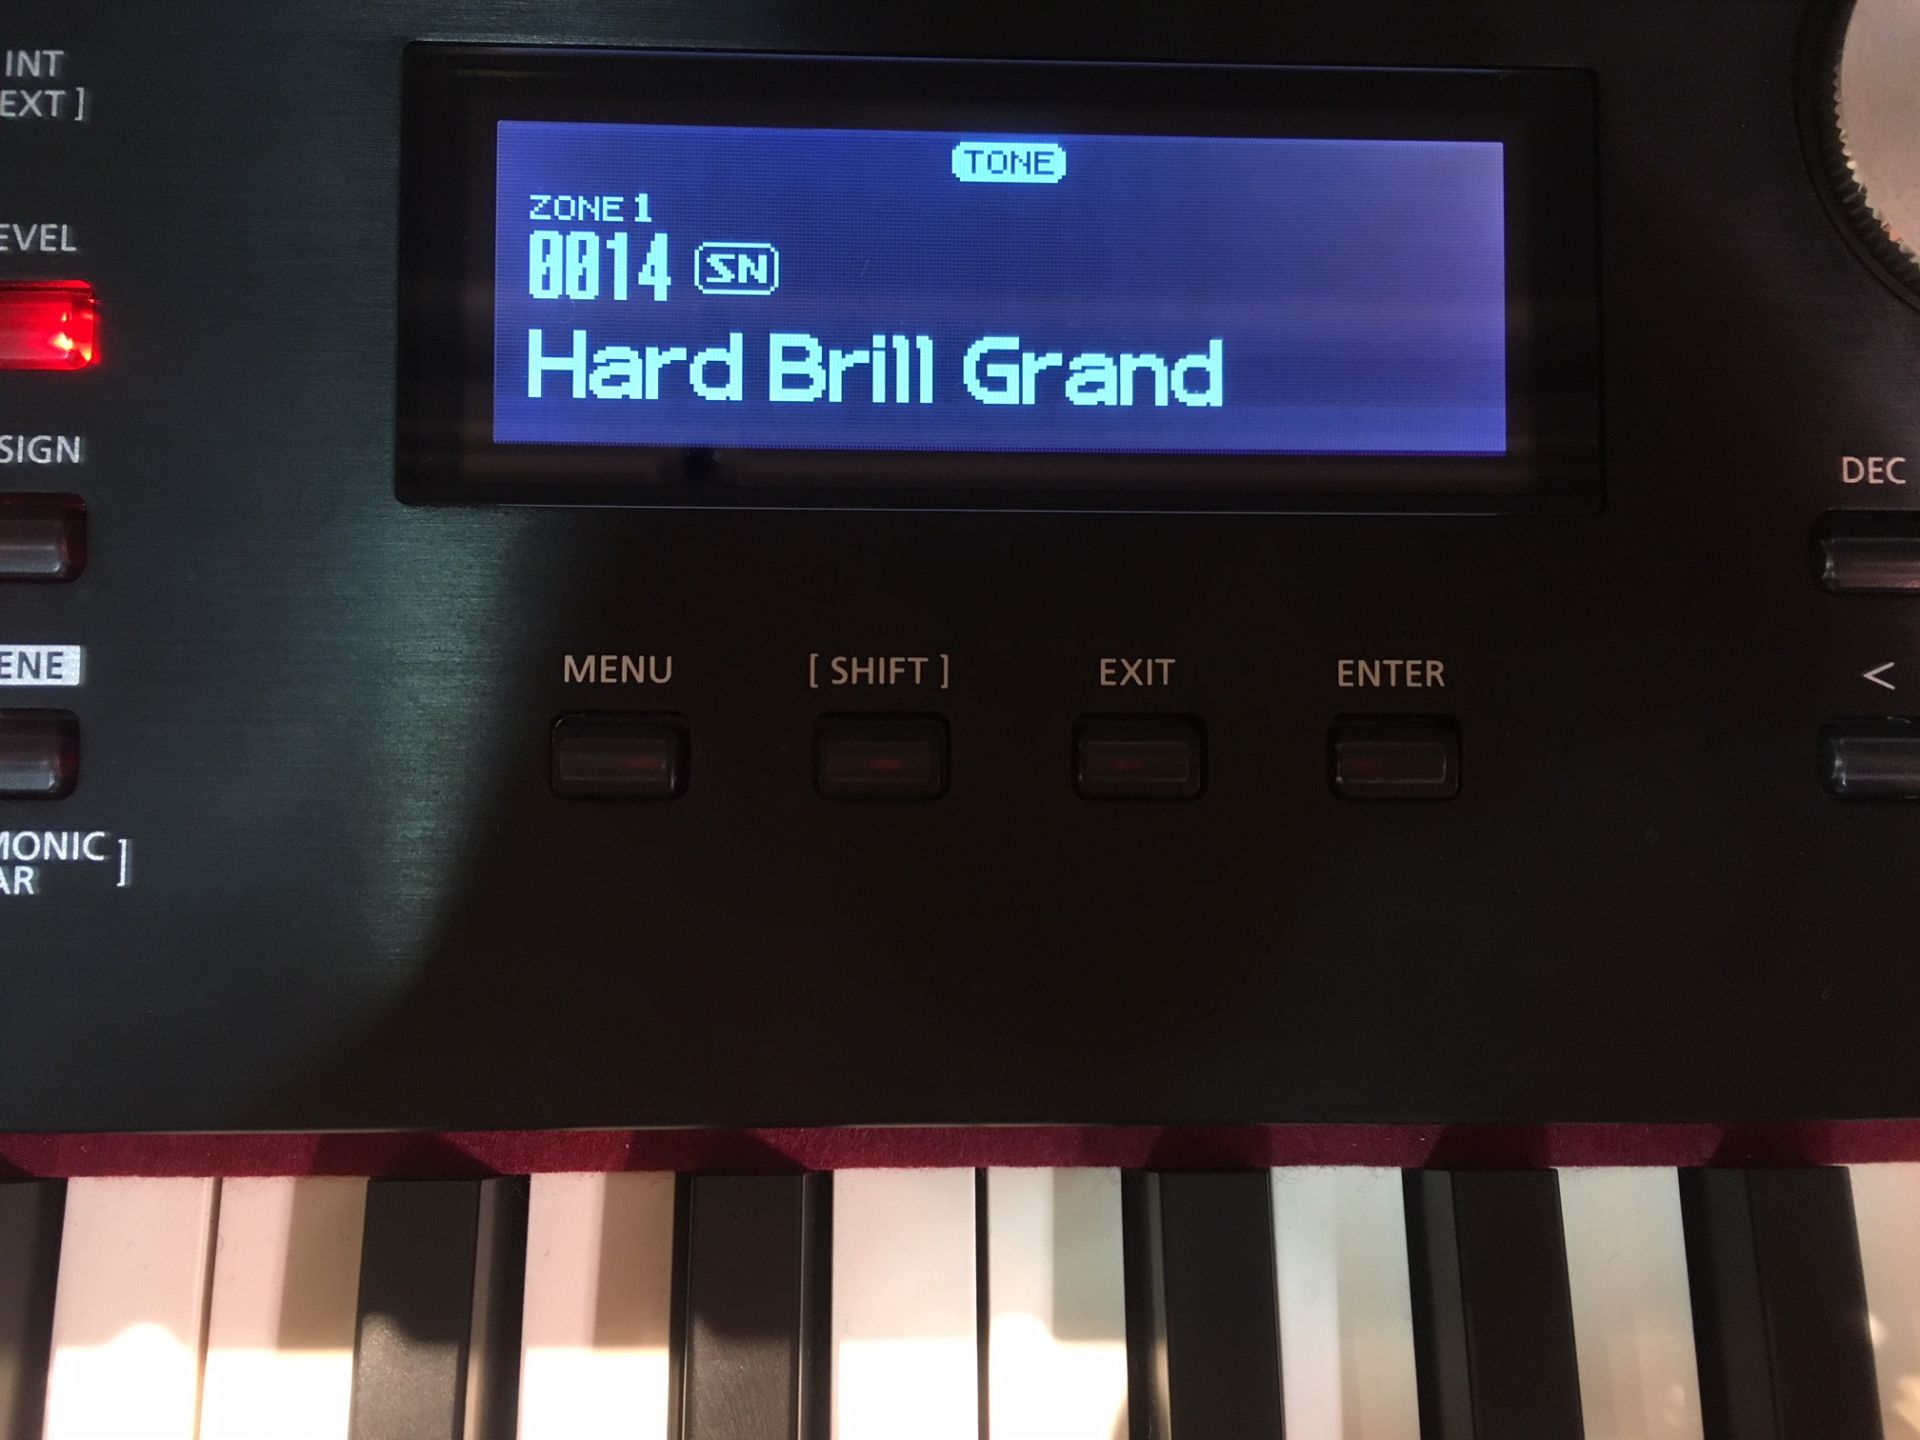 INT
EXT ]
TONE
ZONE 1
0014 SN
Hard Brill Grand
EVEL
SIGN
DEC
ENE
MENU
[ SHIFT ]
EXIT
ENTER
<
MONIC ]
AR